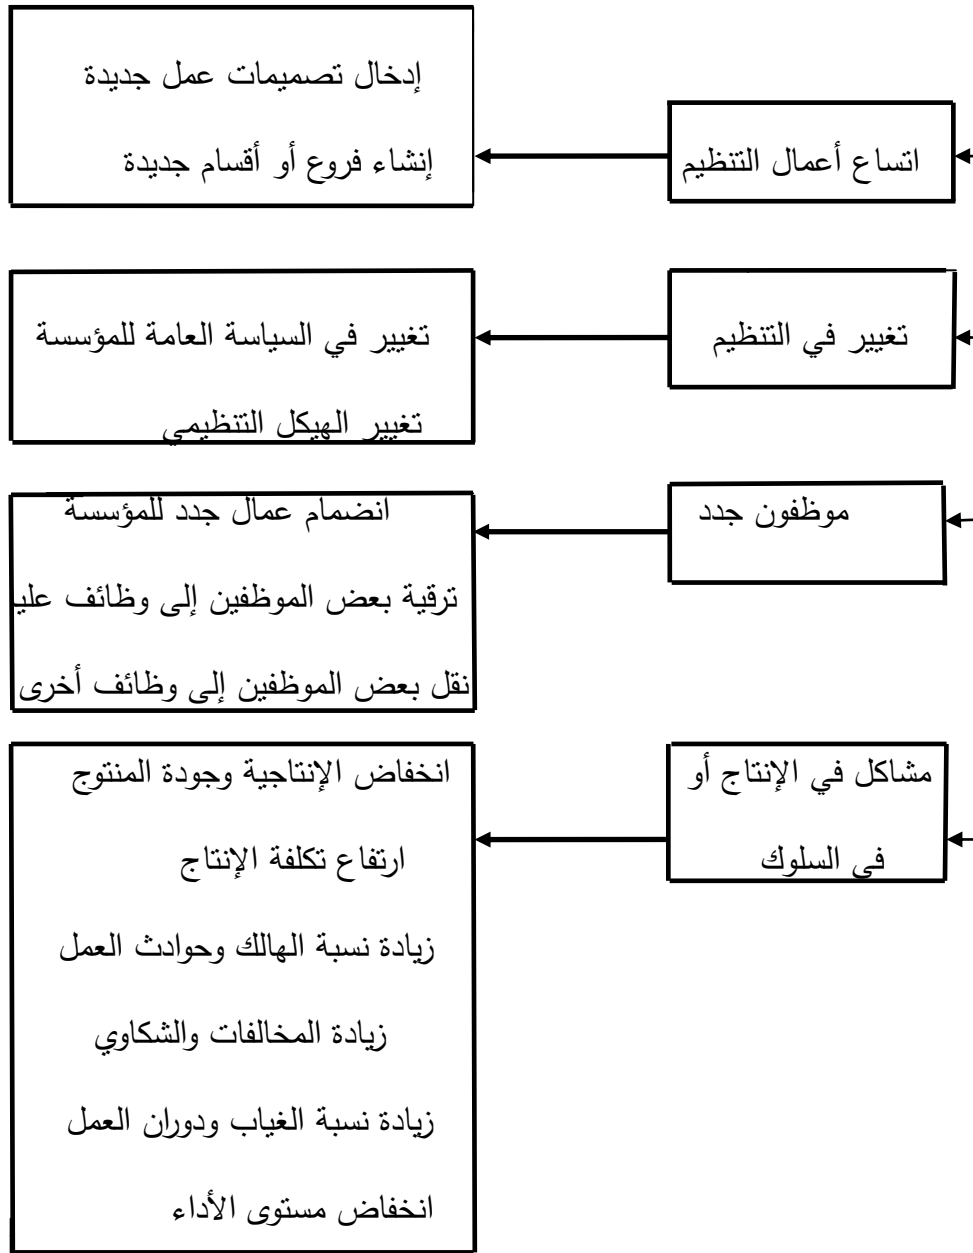 اتساع أعمال التنظيم
إدخال تصميمات عمل جديدة
إنشاء فروع أو أقسام جديدة
تغيير في التنظيم
تغيير في السياسة العامة للمؤسسة
تغيير الهيكل التنظيمي
موظفون جدد
انضمام عمال جدد للمؤسسة
ترقية بعض الموظفين إلى وظائف عليا
نقل بعض الموظفين إلى وظائف أخرى
مشاكل في الإنتاج أو
في السلوك
انخفاض الإنتاجية وجودة المنتوج
ارتفاع تكلفة الإنتاج
زيادة نسبة الهالك وحوادث العمل
زيادة المخالفات والشكاوي
زيادة نسبة الغياب ودوران العمل
انخفاض مستوى الأداء